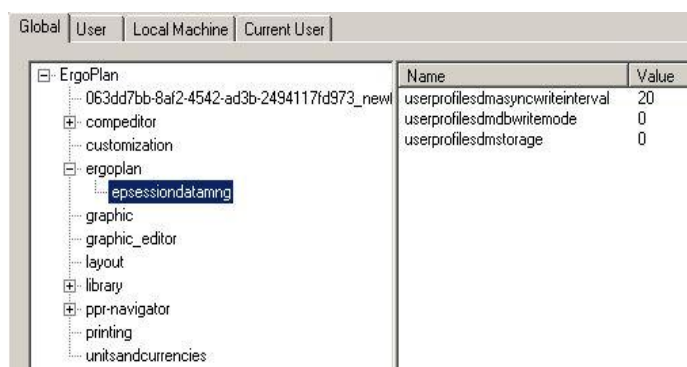 Global User Local Machine Current User
ErgoPlan
063dd7bb-8af2-4542-ad3b-2494117fd973_newl
compeditor
customization
ergoplan
epsessiondatamng
graphic
graphic_editor
layout
library
ppr-navigator
printing
unitsandcurrencies
Name Value
userprofilesdmasyncwriteinterval 20
userprofilesdmdbwritemode 0
userprofilesdmstorage 0